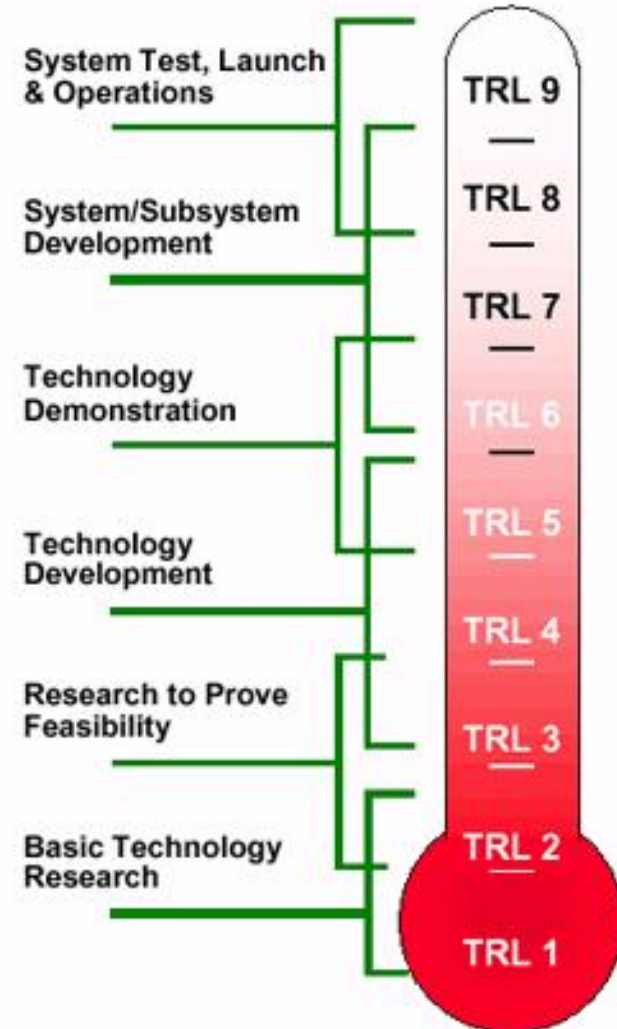 System Test, Launch
& Operations
System/Subsystem
Development
Technology
Demonstration
Technology
Development
Research to Prove
Feasibility
Basic Technology
Research
TRL 9
TRL 8
TRL 7
TRL 6
TRL 5
TRL 4
TRL 3
TRL 2
TRL 1